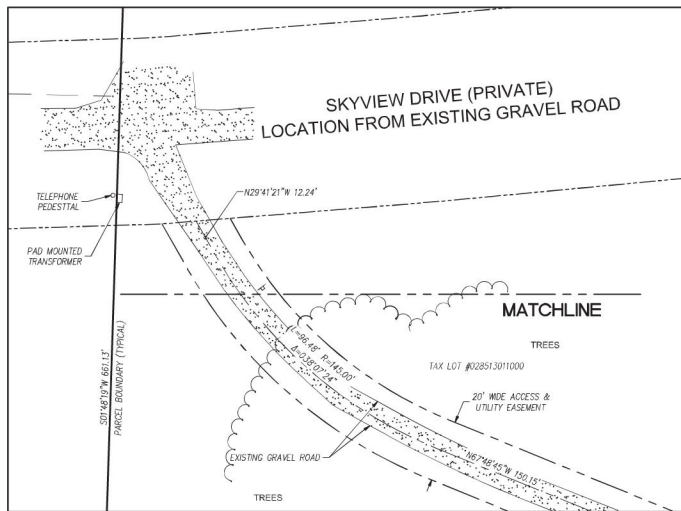 SKYVIEW DRIVE (PRIVATE)
LOCATION FROM EXISTING GRAVEL ROAD
N29°41'21"W 12.24'
TELEPHONE
PEDESTTAL
PAD MOUNTED
TRANSFORMER
MATCHLINE
TREES
TAX LOT #028513011000
L=96.48' R=145.00'
Δ=038°07'24"
20' WIDE ACCESS &
UTILITY EASEMENT
S01°48'19"W 661.13'
PARCEL BOUNDARY (TYPICAL)
EXISTING GRAVEL ROAD
N67°48'45"W 150.15'
TREES